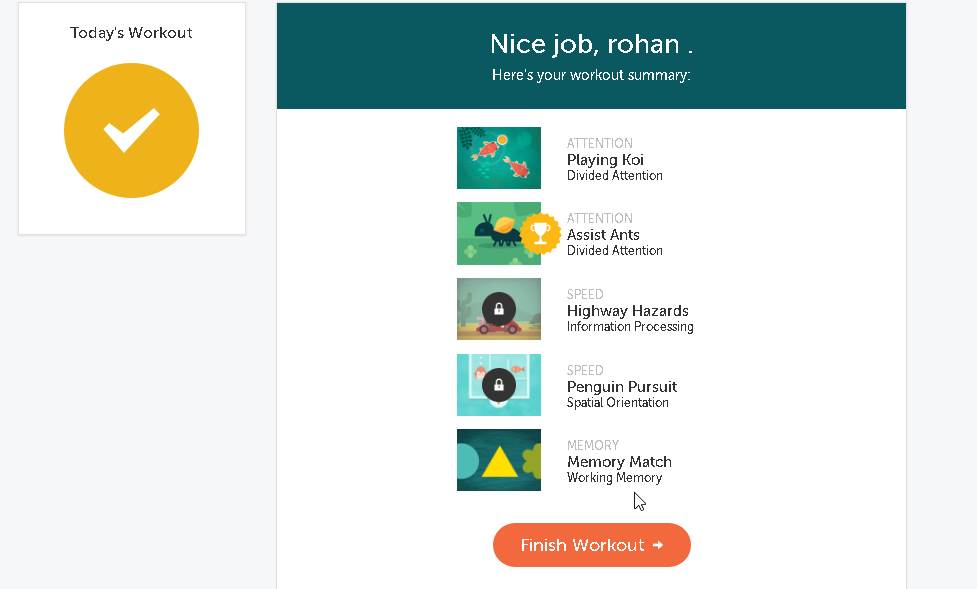 Today's Workout
Nice job, rohan .
Here's your workout summary:
ATTENTION
Playing Koi
Divided Attention
ATTENTION
Assist Ants
Divided Attention
SPEED
Highway Hazards
Information Processing
SPEED
Penguin Pursuit
Spatial Orientation
MEMORY
Memory Match
Working Memory
Finish Workout